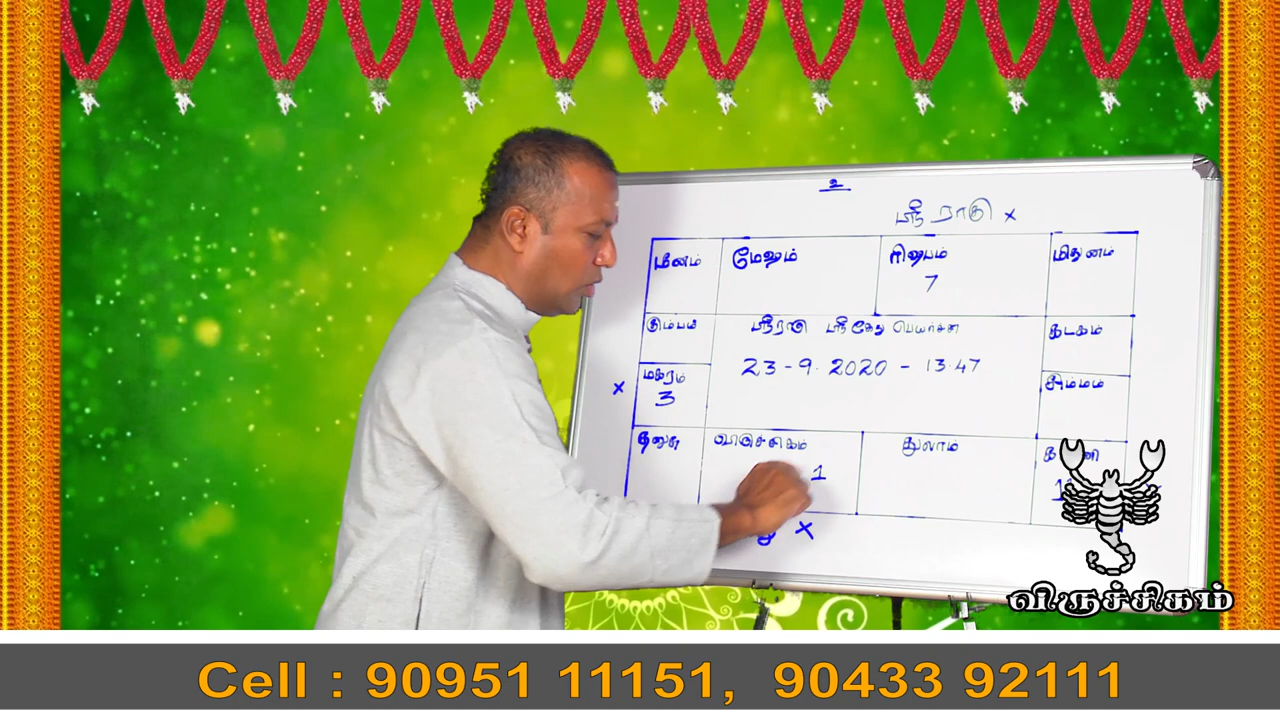 உ
ஸ்ரீ ராகு x
மீனம் மேஷம் ரிஷபம் மிதுனம்
7
கும்பம் ஸ்ரீராகு ஸ்ரீகேது பெயர்ச்சி கடகம்
23-9.2020 - 13.47
x மகரம் சிம்மம்
3
தனுசு விருச்சிகம் துலாம்
1
x
விருச்சிகம்
Cell : 90951 11151, 90433 92111